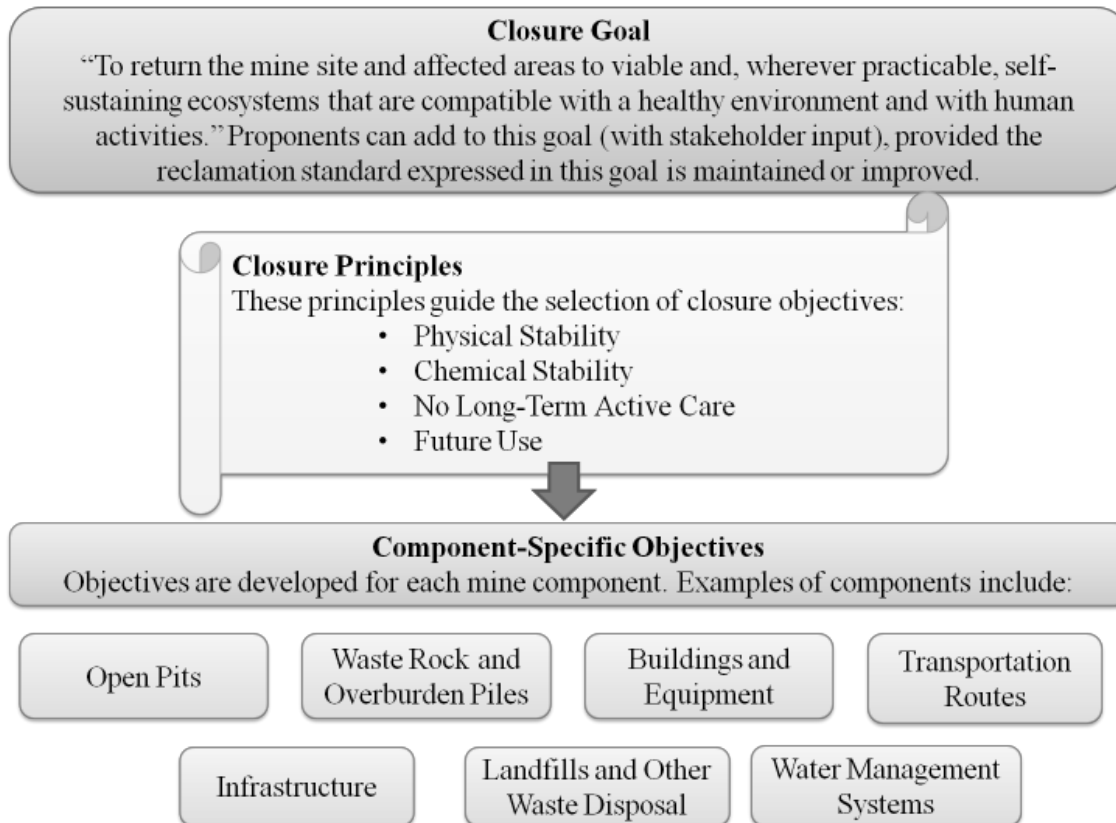 Closure Goal
“To return the mine site and affected areas to viable and, wherever practicable, self-
sustaining ecosystems that are compatible with a healthy environment and with human
activities.” Proponents can add to this goal (with stakeholder input), provided the
reclamation standard expressed in this goal is maintained or improved.
Closure Principles
These principles guide the selection of closure objectives:
• Physical Stability
• Chemical Stability
• No Long-Term Active Care
• Future Use
Component-Specific Objectives
Objectives are developed for each mine component. Examples of components include:
Open Pits
Waste Rock and
Overburden Piles
Buildings and
Equipment
Transportation
Routes
Infrastructure
Landfills and Other
Waste Disposal
Water Management
Systems